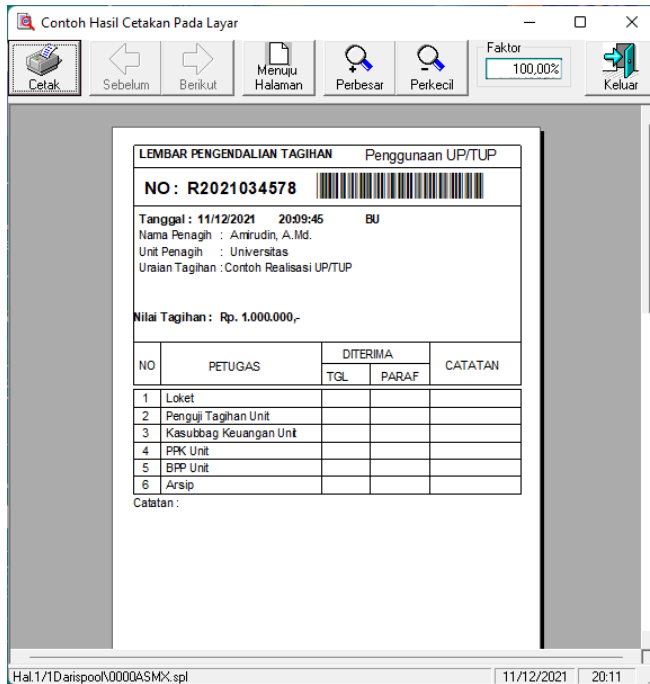 Contoh Hasil Cetakan Pada Layar
Cetak
Sebelum
Berikut
Menuju
Halaman
Perbesar
Perkecil
Faktor
100,00%
Keluar
LEMBAR PENGENDALIAN TAGIHAN Penggunaan UP/TUP
NO : R2021034578
Tanggal : 11/12/2021 20:09:45 BU
Nama Penagih : Amirudin, A.Md.
Unit Penagih : Universitas
Uraian Tagihan : Contoh Realisasi UP/TUP
Nilai Tagihan : Rp. 1.000.000,-
NO PETUGAS DITERIMA CATATAN
TGL PARAF
1 Loket
2 Penguji Tagihan Unit
3 Kasubbag Keuangan Unit
4 PPK Unit
5 BPP Unit
6 Arsip
Catatan :
Hal.1/1Darispool\0000ASMX.spl 11/12/2021 20:11